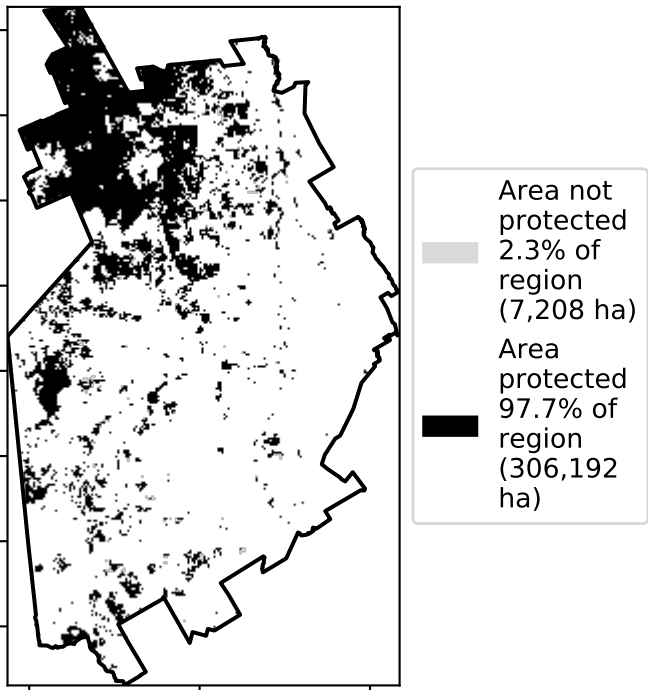 Area not
protected
2.3% of
region
(7,208 ha)
Area
protected
97.7% of
region
(306,192
ha)